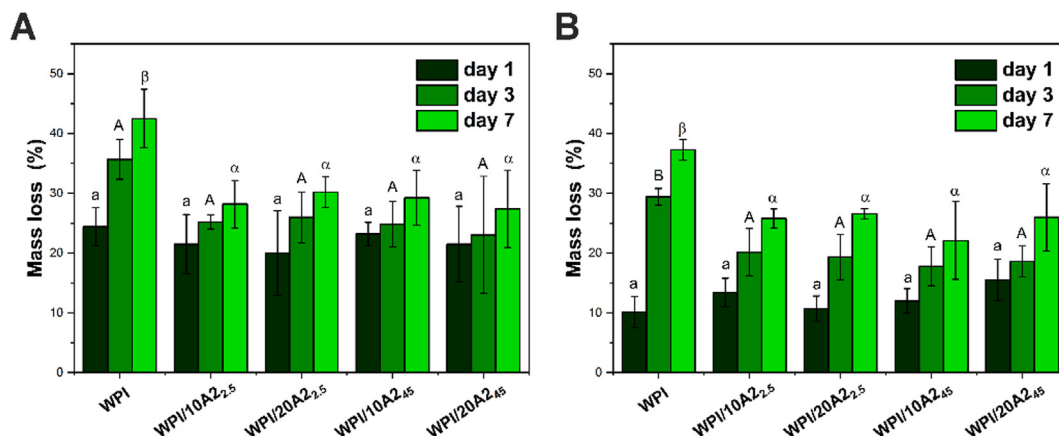 A
Mass loss (%)
50
40
30
20
10
0
day 1
day 3
day 7
a A β
a A α
a A α
a A α
a A α
WPI
WPI/10A2₂.₅
WPI/20A2₂.₅
WPI/10A2₄₅
WPI/20A2₄₅
B
Mass loss (%)
50
40
30
20
10
0
day 1
day 3
day 7
a B β
a A α
a A α
a A α
a A α
WPI
WPI/10A2₂.₅
WPI/20A2₂.₅
WPI/10A2₄₅
WPI/20A2₄₅